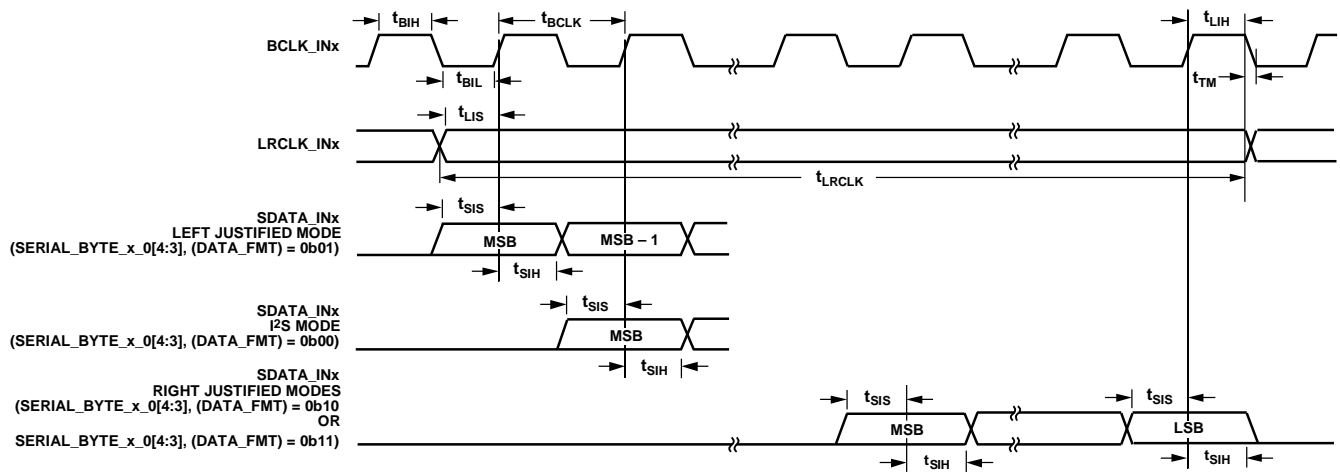 tBIH
tBCLK
tLIH
BCLK_INx
tBIL
tTM
tLIS
LRCLK_INx
tLRCLK
SDATA_INx
LEFT JUSTIFIED MODE
(SERIAL_BYTE_x_0[4:3], (DATA_FMT) = 0b01)
tSIS
MSB
MSB – 1
tSIH
SDATA_INx
I2S MODE
(SERIAL_BYTE_x_0[4:3], (DATA_FMT) = 0b00)
tSIS
MSB
tSIH
SDATA_INx
RIGHT JUSTIFIED MODES
(SERIAL_BYTE_x_0[4:3], (DATA_FMT) = 0b10
OR
SERIAL_BYTE_x_0[4:3], (DATA_FMT) = 0b11)
tSIS
tSIS
MSB
LSB
tSIH
tSIH